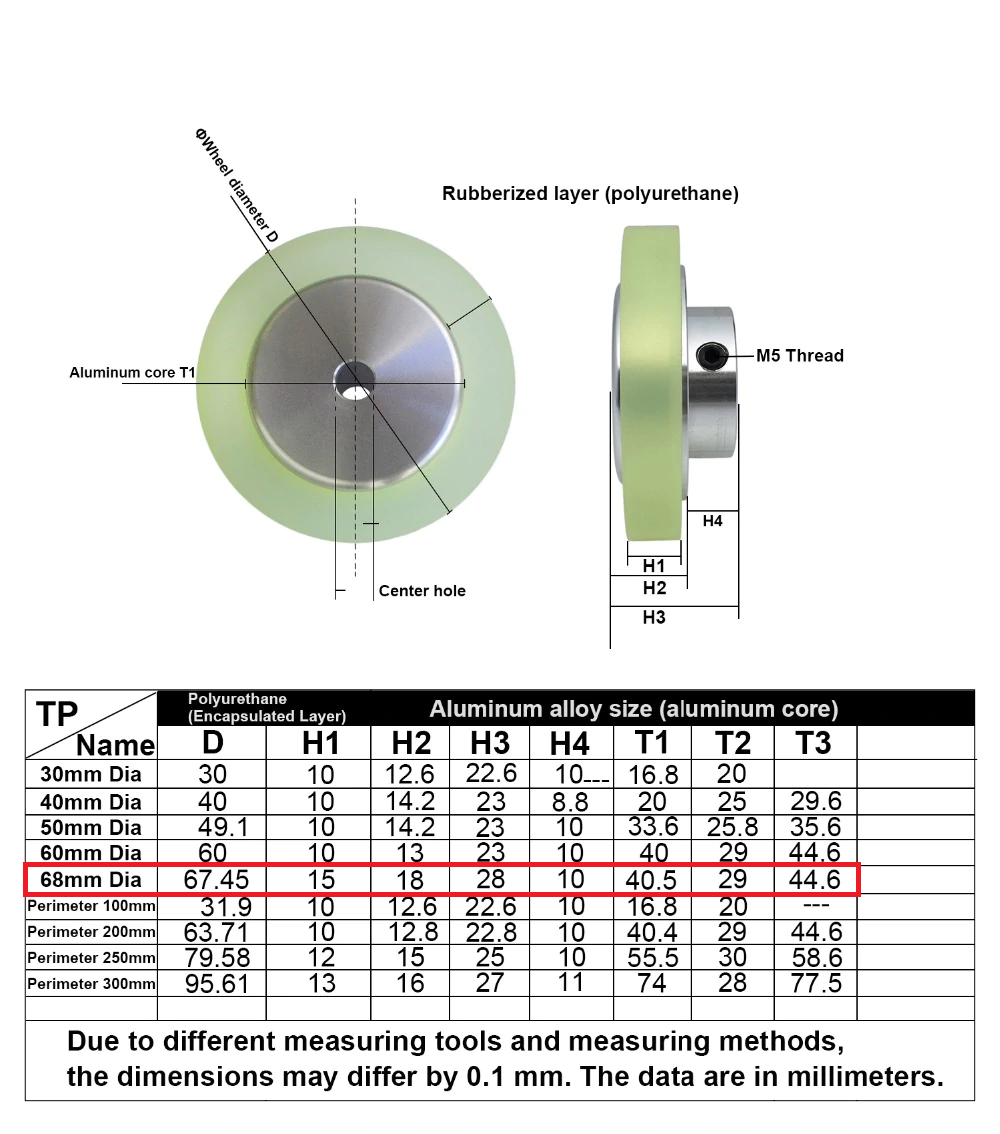 ΦWheel diameter D
Rubberized layer (polyurethane)
M5 Thread
Aluminum core T1
H4
H1
H2
Center hole
H3
TP
Name
Polyurethane
(Encapsulated Layer)
Aluminum alloy size (aluminum core)
D H1 H2 H3 H4 T1 T2 T3
30mm Dia 30 10 12.6 22.6 10--- 16.8 20
40mm Dia 40 10 14.2 23 8.8 20 25 29.6
50mm Dia 49.1 10 14.2 23 10 33.6 25.8 35.6
60mm Dia 60 10 13 23 10 40 29 44.6
68mm Dia 67.45 15 18 28 10 40.5 29 44.6
Perimeter 100mm 31.9 10 12.6 22.6 10 16.8 20 ---
Perimeter 200mm 63.71 10 12.8 22.8 10 40.4 29 44.6
Perimeter 250mm 79.58 12 15 25 10 55.5 30 58.6
Perimeter 300mm 95.61 13 16 27 11 74 28 77.5
Due to different measuring tools and measuring methods,
the dimensions may differ by 0.1 mm. The data are in millimeters.